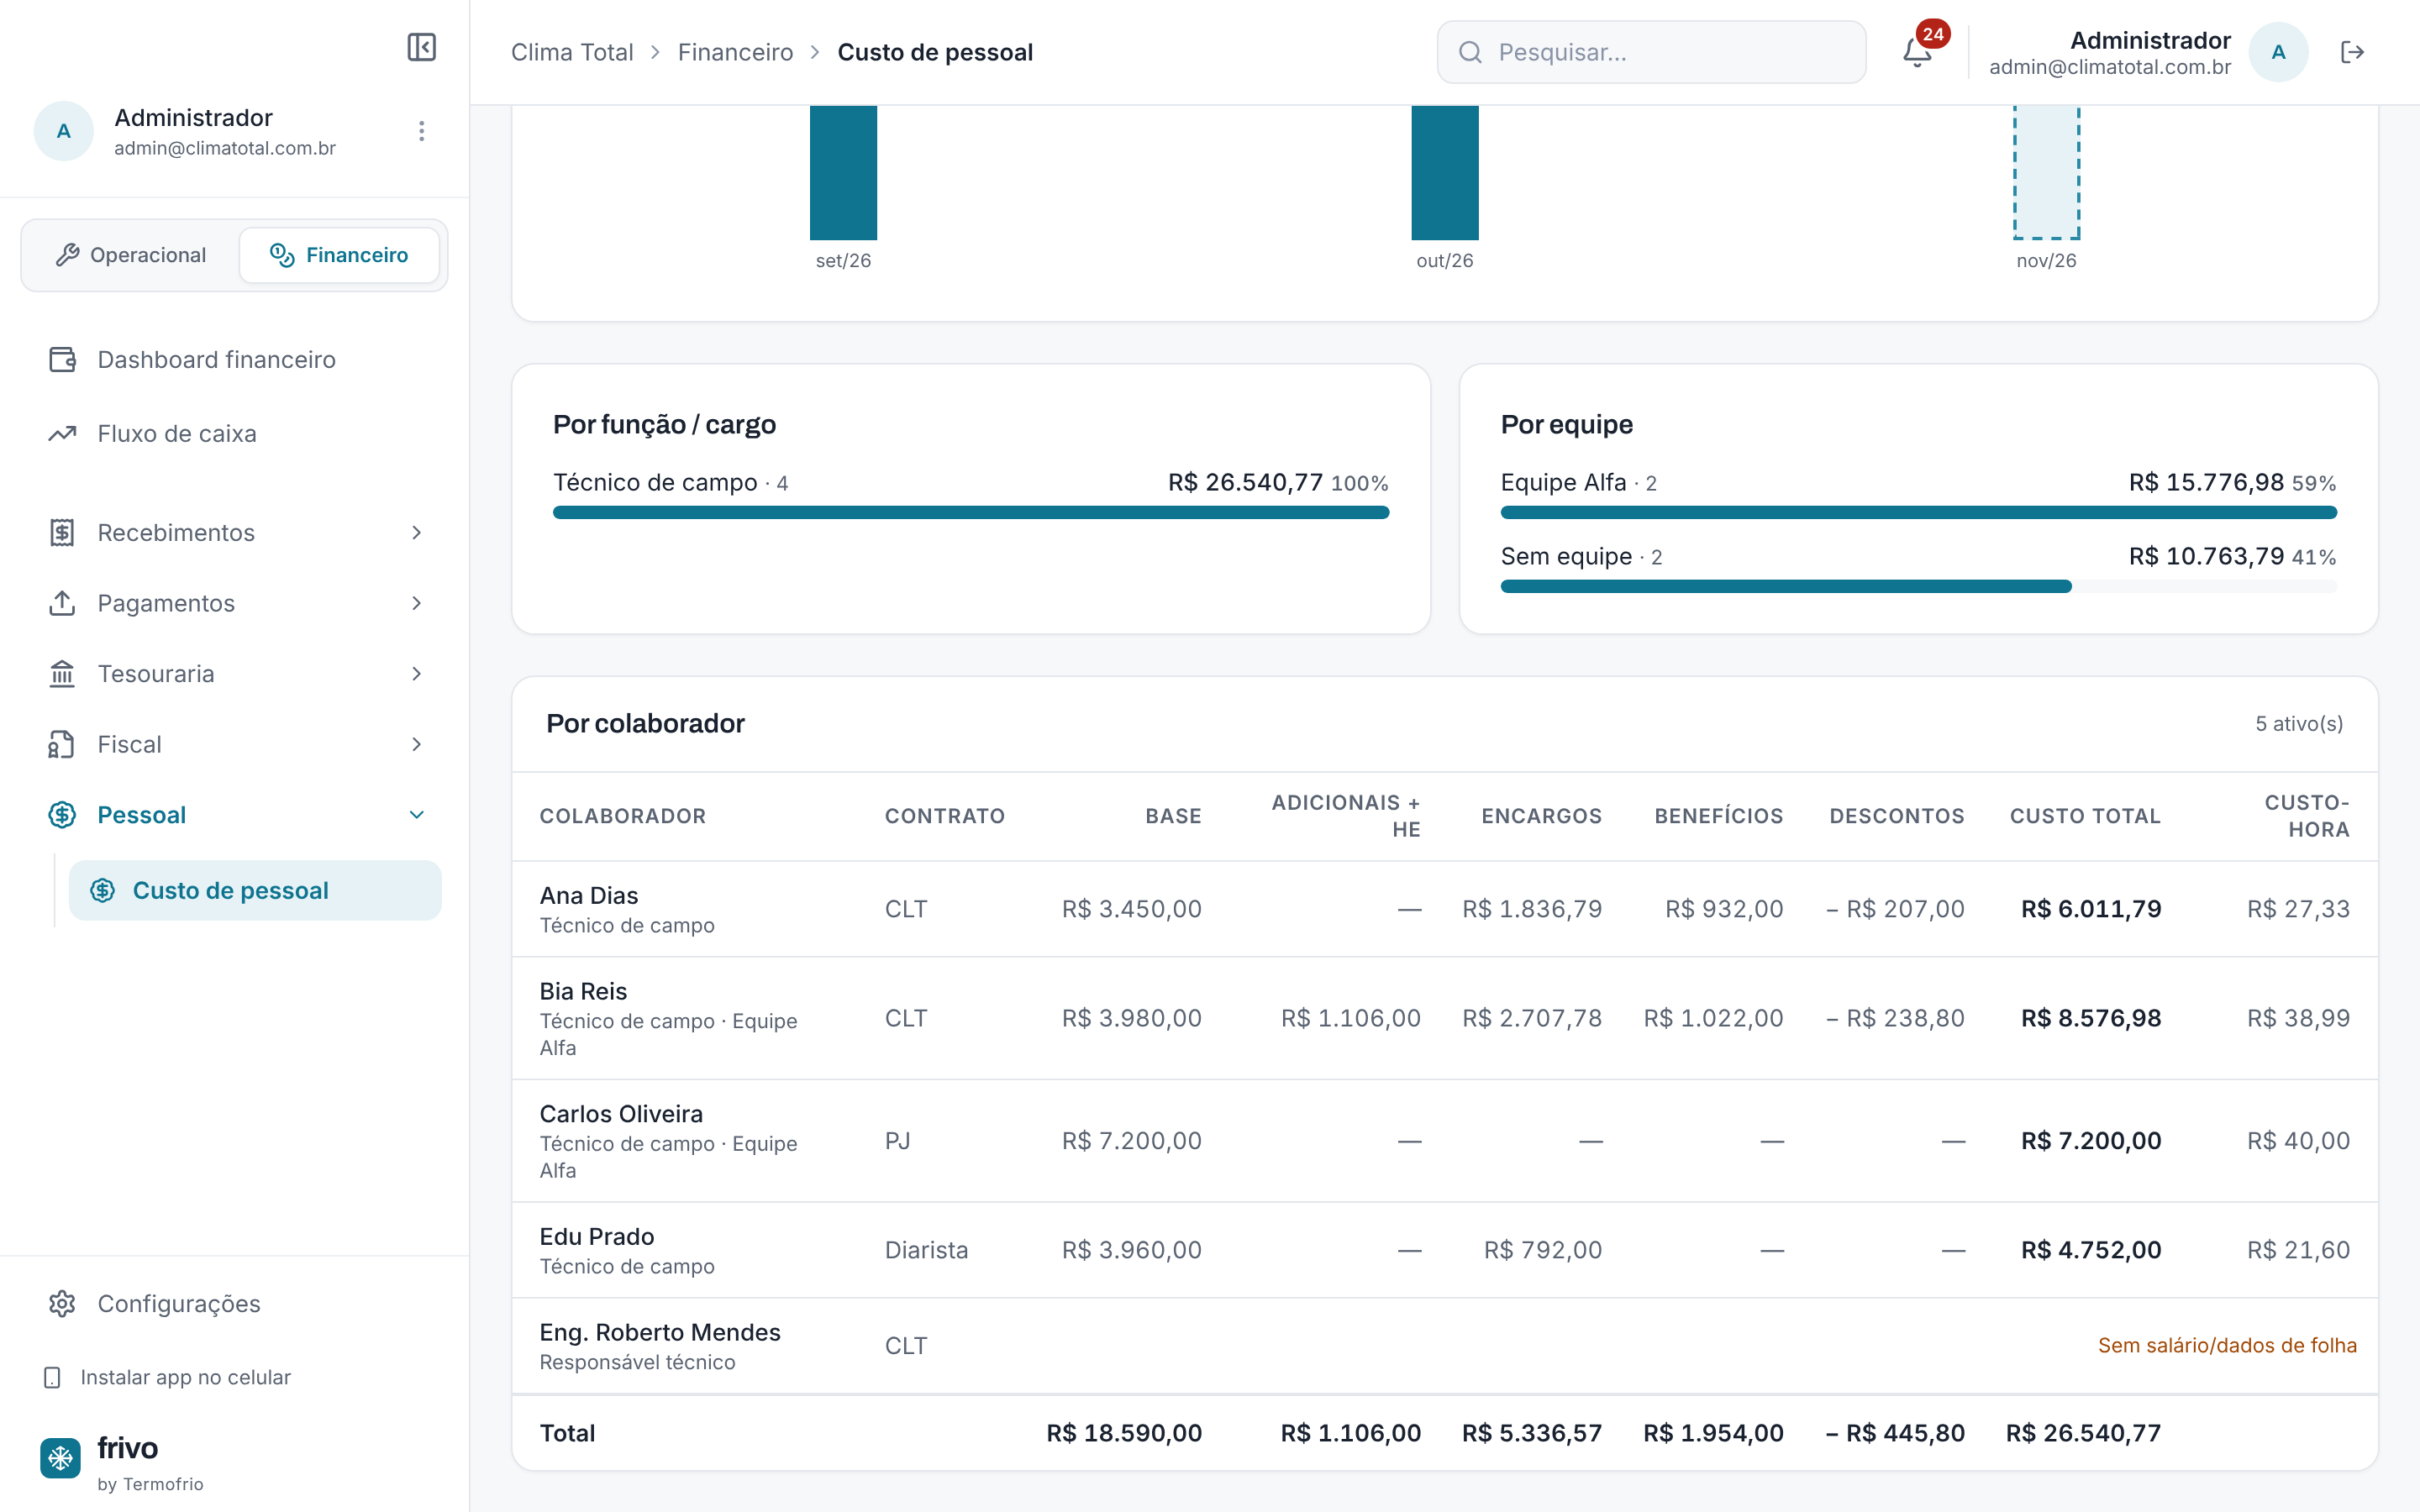 Clima Total > Financeiro > Custo de pessoal
Pesquisar...
24
Administrador
admin@climatotal.com.br
A
A
Administrador
admin@climatotal.com.br
Operacional
Financeiro
Dashboard financeiro
Fluxo de caixa
Recebimentos
Pagamentos
Tesouraria
Fiscal
Pessoal
Custo de pessoal
Configurações
Instalar app no celular
frivo
by Termofrio
set/26
out/26
nov/26
Por função / cargo
Técnico de campo · 4 R$ 26.540,77 100%
Por equipe
Equipe Alfa · 2 R$ 15.776,98 59%
Sem equipe · 2 R$ 10.763,79 41%
Por colaborador 5 ativo(s)
COLABORADOR CONTRATO BASE ADICIONAIS + HE ENCARGOS BENEFÍCIOS DESCONTOS CUSTO TOTAL CUSTO-HORA
Ana Dias
Técnico de campo
CLT R$ 3.450,00 — R$ 1.836,79 R$ 932,00 – R$ 207,00 R$ 6.011,79 R$ 27,33
Bia Reis
Técnico de campo · Equipe
Alfa
CLT R$ 3.980,00 R$ 1.106,00 R$ 2.707,78 R$ 1.022,00 – R$ 238,80 R$ 8.576,98 R$ 38,99
Carlos Oliveira
Técnico de campo · Equipe
Alfa
PJ R$ 7.200,00 — — — — R$ 7.200,00 R$ 40,00
Edu Prado
Técnico de campo
Diarista R$ 3.960,00 — R$ 792,00 — — R$ 4.752,00 R$ 21,60
Eng. Roberto Mendes
Responsável técnico
CLT Sem salário/dados de folha
Total R$ 18.590,00 R$ 1.106,00 R$ 5.336,57 R$ 1.954,00 – R$ 445,80 R$ 26.540,77